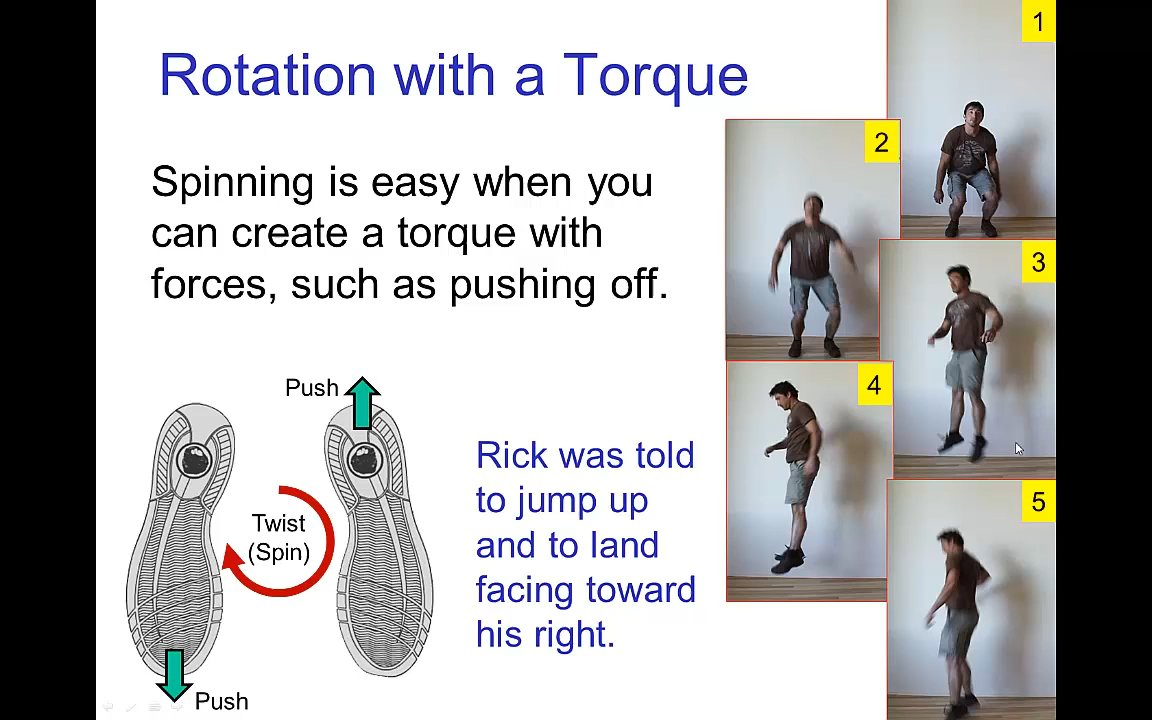 Rotation with a Torque
Spinning is easy when you
can create a torque with
forces, such as pushing off.
Push
Twist
(Spin)
Push
Rick was told
to jump up
and to land
facing toward
his right.
1
2
3
4
5